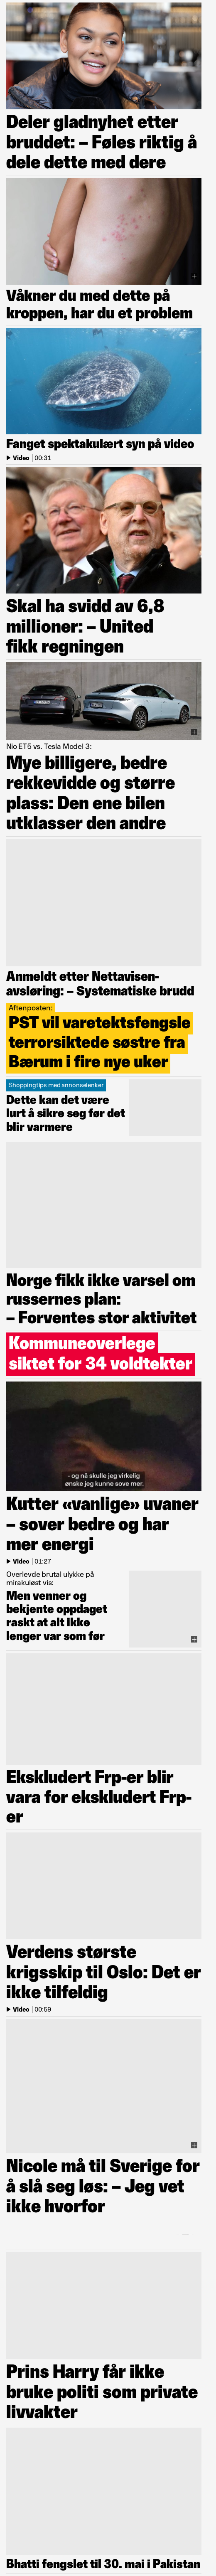 Deler gladnyhet etter
bruddet: – Føles riktig å
dele dette med dere
Våkner du med dette på
kroppen, har du et problem
Fanget spektakulært syn på video
Video | 00:31
Skal ha svidd av 6,8
millioner: – United
fikk regningen
Nio ET5 vs. Tesla Model 3:
Mye billigere, bedre
rekkevidde og større
plass: Den ene bilen
utklasser den andre
Anmeldt etter Nettavisen-
avsløring: – Systematiske brudd
Aftenposten:
PST vil varetektsfengsle
terrorsiktede søstre fra
Bærum i fire nye uker
Shoppingtips med annonselenker
Dette kan det være
lurt å sikre seg før det
blir varmere
Norge fikk ikke varsel om
russernes plan:
– Forventes stor aktivitet
Kommuneoverlege
siktet for 34 voldtekter
- og nå skulle jeg virkelig
ønske jeg kunne sove mer.
Kutter «vanlige» uvaner
– sover bedre og har
mer energi
Video | 01:27
Overlevde brutal ulykke på
mirakuløst vis:
Men venner og
bekjente oppdaget
raskt at alt ikke
lenger var som før
Ekskludert Frp-er blir
vara for ekskludert Frp-
er
Verdens største
krigsskip til Oslo: Det er
ikke tilfeldig
Video | 00:59
Nicole må til Sverige for
å slå seg løs: – Jeg vet
ikke hvorfor
Prins Harry får ikke
bruke politi som private
livvakter
Bhatti fengslet til 30. mai i Pakistan